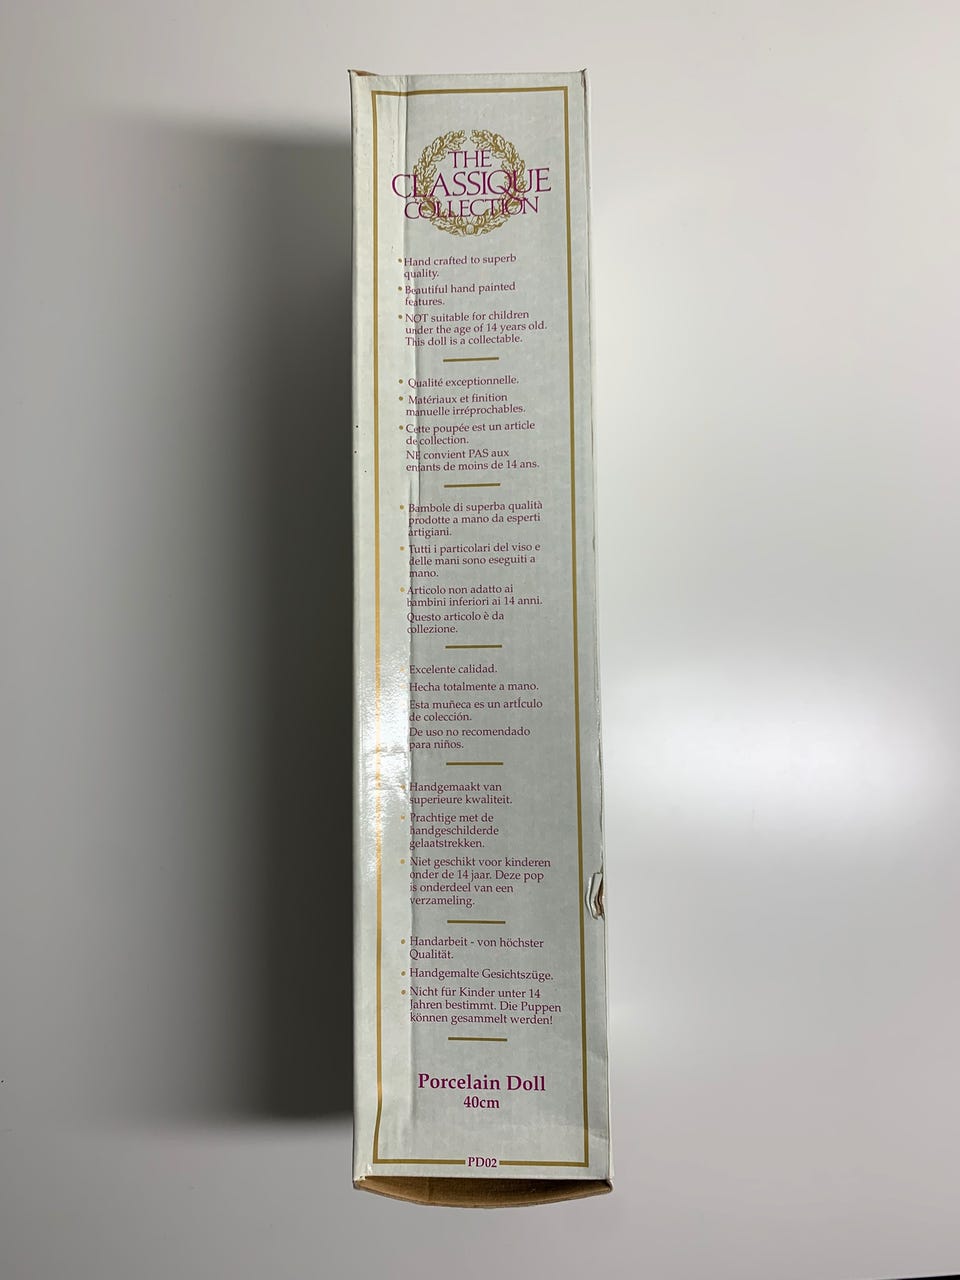 THE
CLASSIQUE
COLLECTION
• Hand crafted to superb
quality.
• Beautiful hand painted
features.
• NOT suitable for children
under the age of 14 years old.
This doll is a collectable.
• Qualité exceptionnelle.
• Matériaux et finition
manuelle irréprochables.
• Cette poupée est un article
de collection.
NE convient PAS aux
enfants de moins de 14 ans.
• Bambole di superba qualità
prodotte a mano da esperti
artigiani.
• Tutti i particolari del viso e
delle mani sono eseguiti a
mano.
• Articolo non adatto ai
bambini inferiori ai 14 anni.
Questo articolo è da
collezione.
Excelente calidad.
Hecha totalmente a mano.
Esta muñeca es un artÍculo
de colección.
De uso no recomendado
para niños.
Handgemaakt van
superieure kwaliteit.
• Prachtige met de
handgeschilderde
gelaatstrekken.
• Niet geschikt voor kinderen
onder de 14 jaar. Deze pop
is onderdeel van een
verzameling.
• Handarbeit - von höchster
Qualität.
• Handgemalte Gesichtszüge.
• Nicht für Kinder unter 14
Jahren bestimmt. Die Puppen
können gesammelt werden!
Porcelain Doll
40cm
PD02